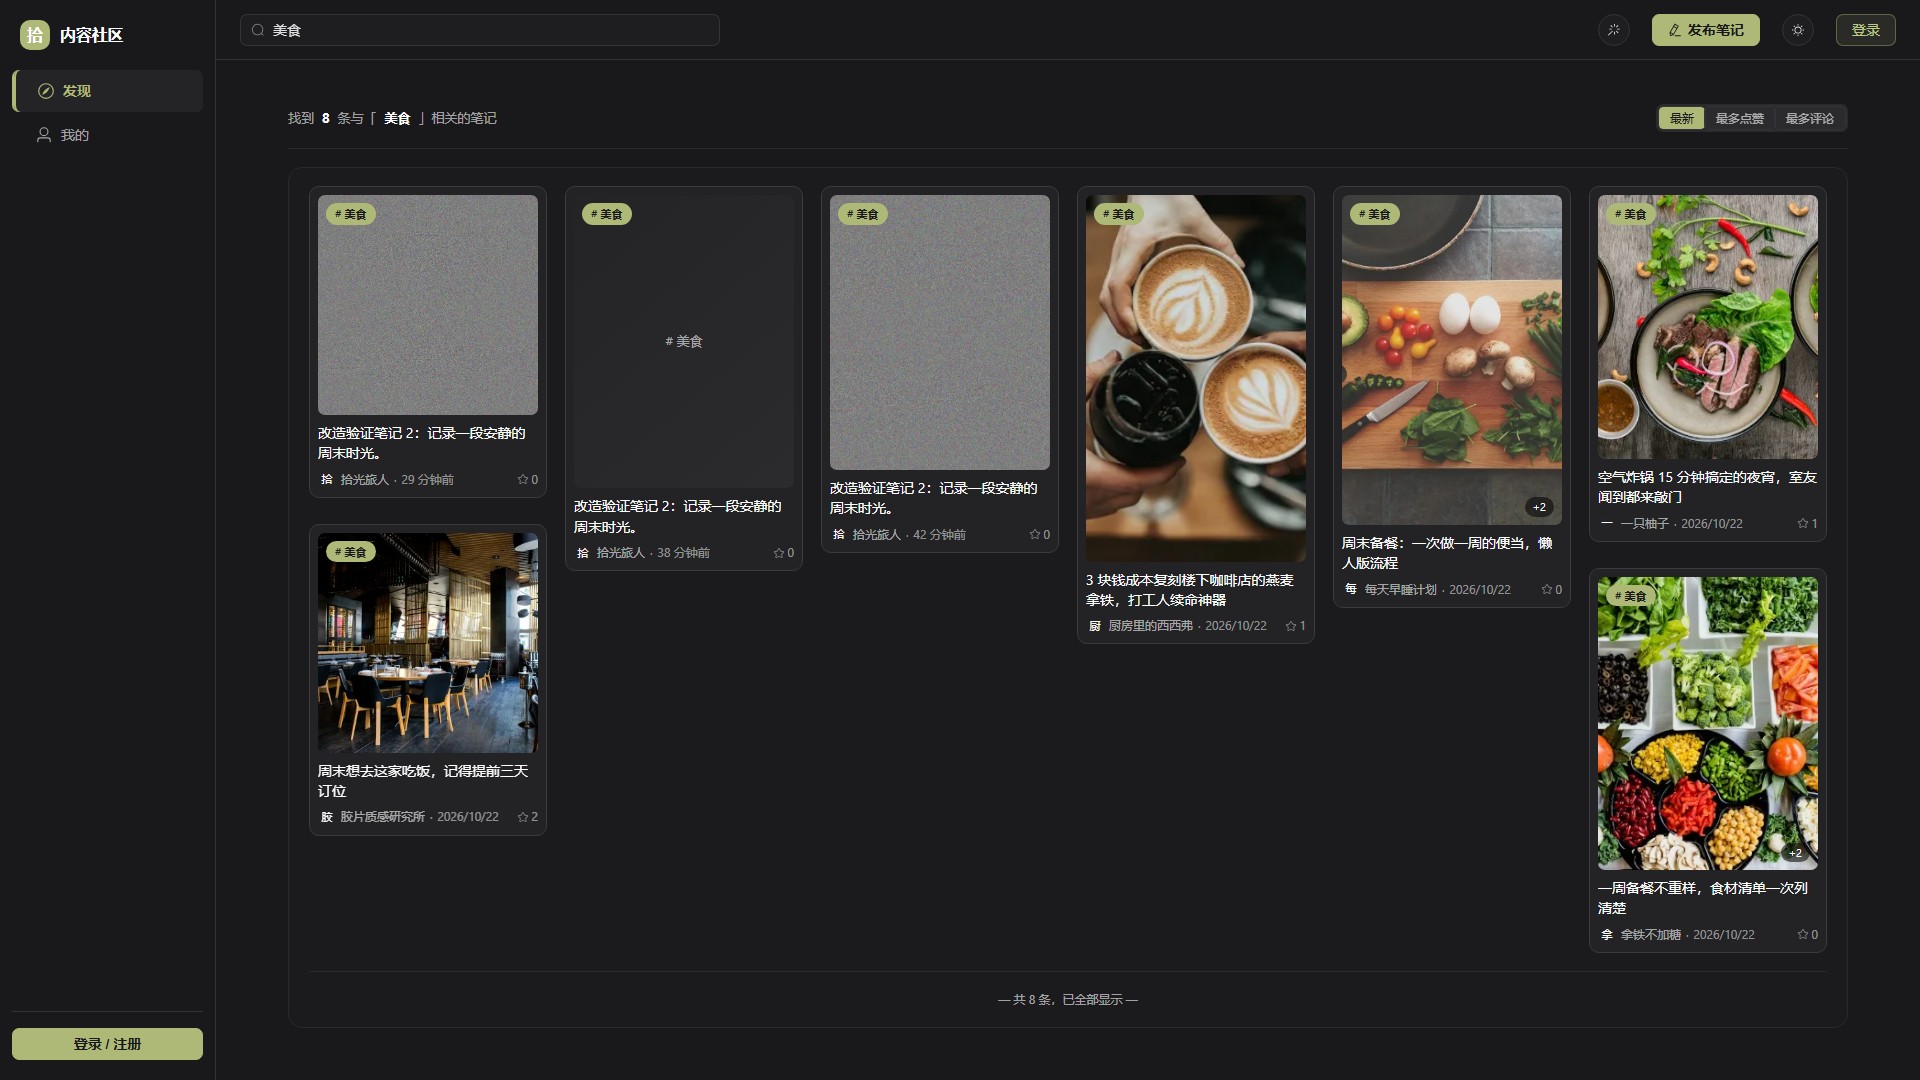 拾 内容社区
美食
发布笔记
登录
发现
我的
找到 8 条与「 美食 」相关的笔记
最新 最多点赞 最多评论
# 美食
改造验证笔记 2：记录一段安静的
周末时光。
拾 拾光旅人 · 29 分钟前 0
# 美食
# 美食
改造验证笔记 2：记录一段安静的
周末时光。
拾 拾光旅人 · 38 分钟前 0
# 美食
改造验证笔记 2：记录一段安静的
周末时光。
拾 拾光旅人 · 42 分钟前 0
# 美食
3 块钱成本复刻楼下咖啡店的燕麦
拿铁，打工人续命神器
厨 厨房里的西西弗 · 2026/10/22 1
# 美食
+2
周末备餐：一次做一周的便当，懒
人版流程
每 每天早睡计划 · 2026/10/22 0
# 美食
空气炸锅 15 分钟搞定的夜宵，室友
闻到都来敲门
一 一只柚子 · 2026/10/22 1
# 美食
周末想去这家吃饭，记得提前三天
订位
胶 胶片质感研究所 · 2026/10/22 2
# 美食
+2
一周备餐不重样，食材清单一次列
清楚
拿 拿铁不加糖 · 2026/10/22 0
— 共 8 条，已全部显示 —
登录 / 注册